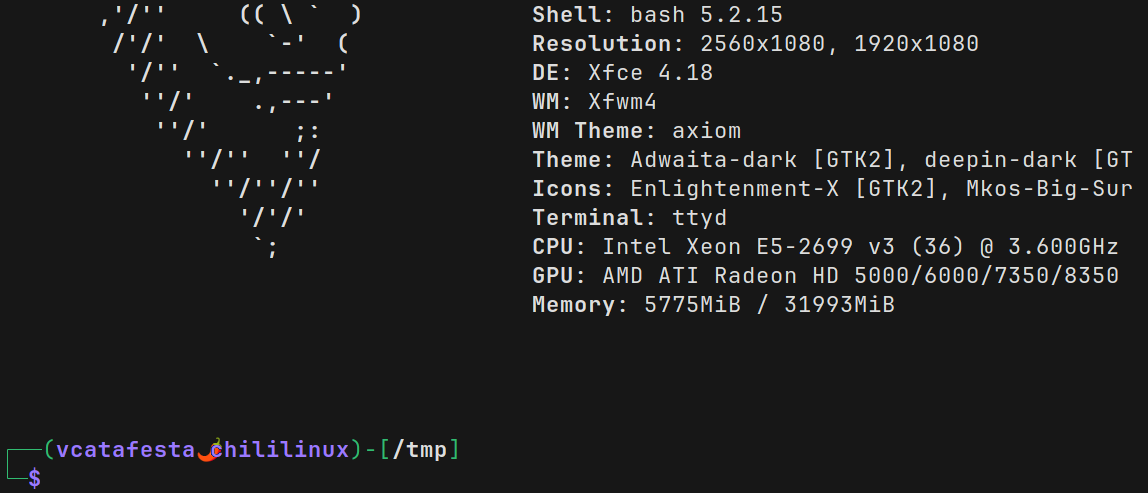 Shell: bash 5.2.15
Resolution: 2560x1080, 1920x1080
DE: Xfce 4.18
WM: Xfwm4
WM Theme: axiom
Theme: Adwaita-dark [GTK2], deepin-dark [GT
Icons: Enlightenment-X [GTK2], Mkos-Big-Sur
Terminal: ttyd
CPU: Intel Xeon E5-2699 v3 (36) @ 3.600GHz
GPU: AMD ATI Radeon HD 5000/6000/7350/8350
Memory: 5775MiB / 31993MiB
(vcatafesta🌶chililinux)-[/tmp]
$